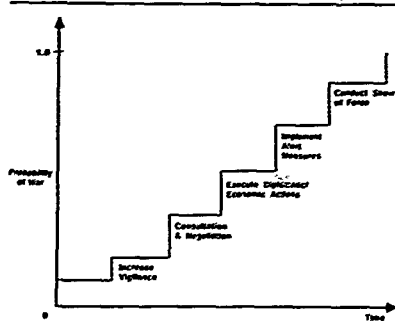 1.0
Conduct Show
of Force
Implement
Alert
Measures
Probability
of War
Execute Diplomatic/
Economic Actions
Consultation
& Negotiation
Increase
Vigilance
0
Time